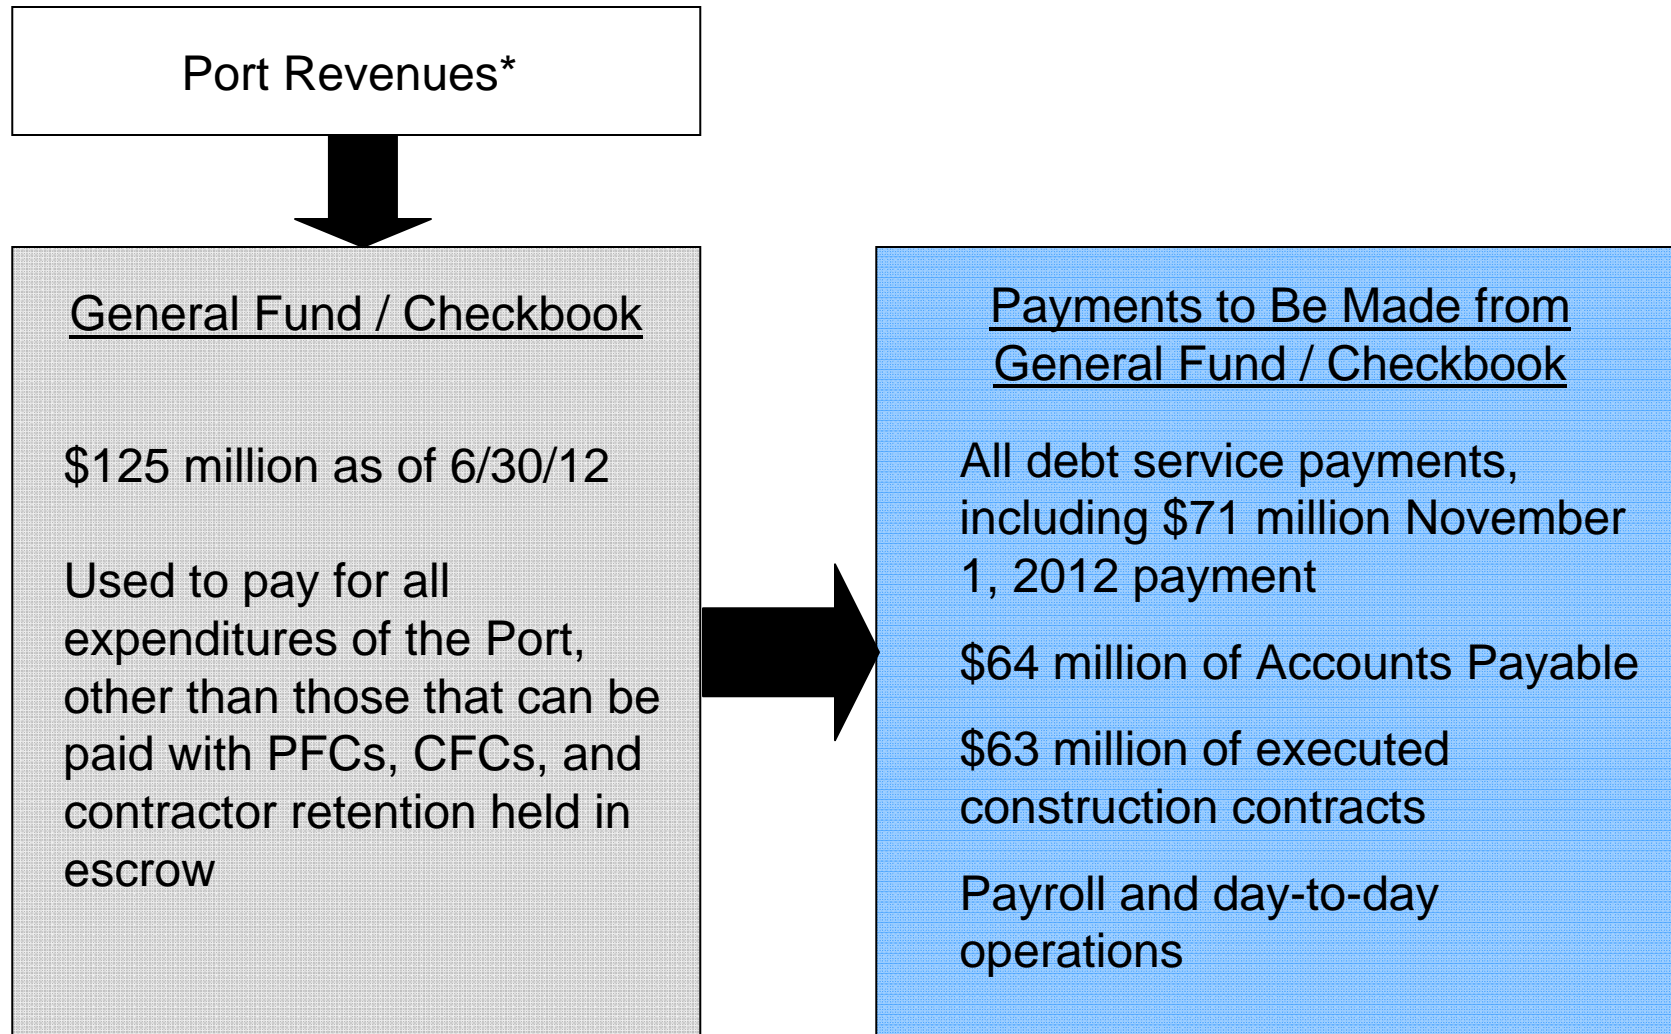 Port Revenues*
General Fund / Checkbook
$125 million as of 6/30/12
Used to pay for all
expenditures of the Port,
other than those that can be
paid with PFCs, CFCs, and
contractor retention held in
escrow
Payments to Be Made from
General Fund / Checkbook
All debt service payments,
including $71 million November
1, 2012 payment
$64 million of Accounts Payable
$63 million of executed
construction contracts
Payroll and day-to-day
operations